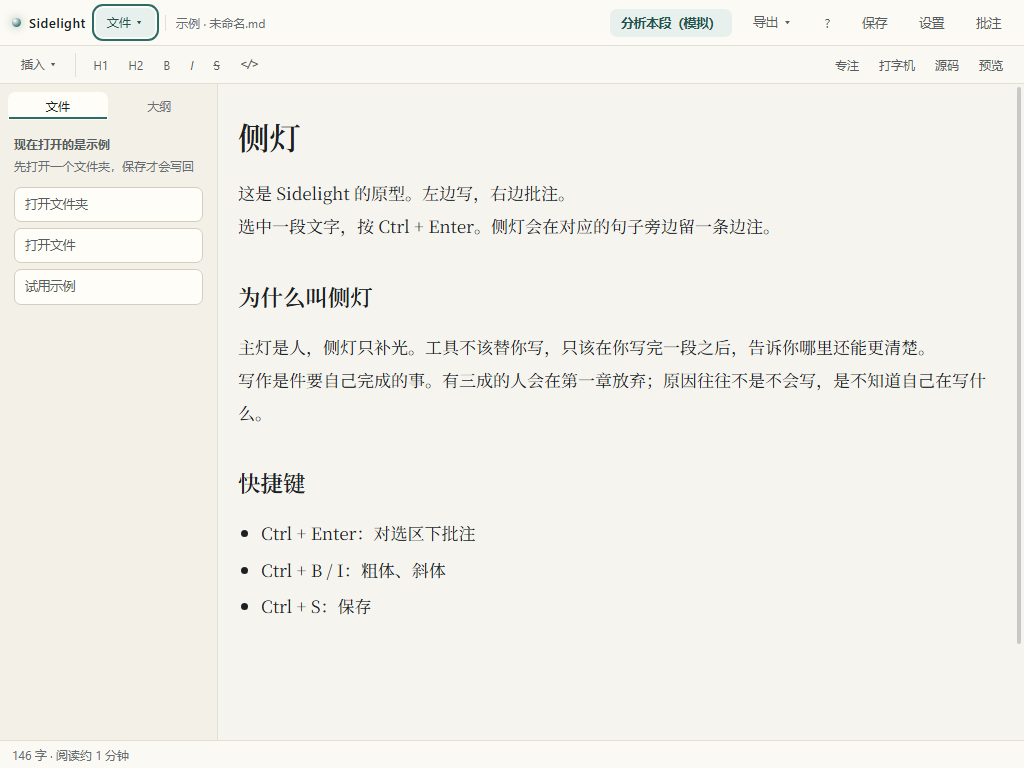 Sidelight 文件 示例 · 未命名.md 分析本段（模拟） 导出 ? 保存 设置 批注
插入 H1 H2 B I S </> 专注 打字机 源码 预览
文件 大纲
现在打开的是示例
先打开一个文件夹，保存才会写回
打开文件夹
打开文件
试用示例
侧灯
这是 Sidelight 的原型。左边写，右边批注。
选中一段文字，按 Ctrl + Enter。侧灯会在对应的句子旁边留一条边注。
为什么叫侧灯
主灯是人，侧灯只补光。工具不该替你写，只该在你写完一段之后，告诉你哪里还能更清楚。
写作是件要自己完成的事。有三成的人会在第一章放弃；原因往往不是不会写，是不知道自己在写什
么。
快捷键
• Ctrl + Enter：对选区下批注
• Ctrl + B / I：粗体、斜体
• Ctrl + S：保存
146 字 · 阅读约 1 分钟